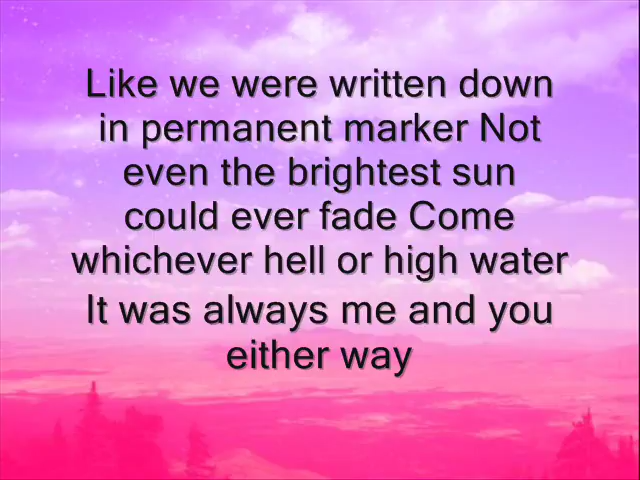 Like we were written down
in permanent marker Not
even the brightest sun
could ever fade Come
whichever hell or high water
It was always me and you
either way